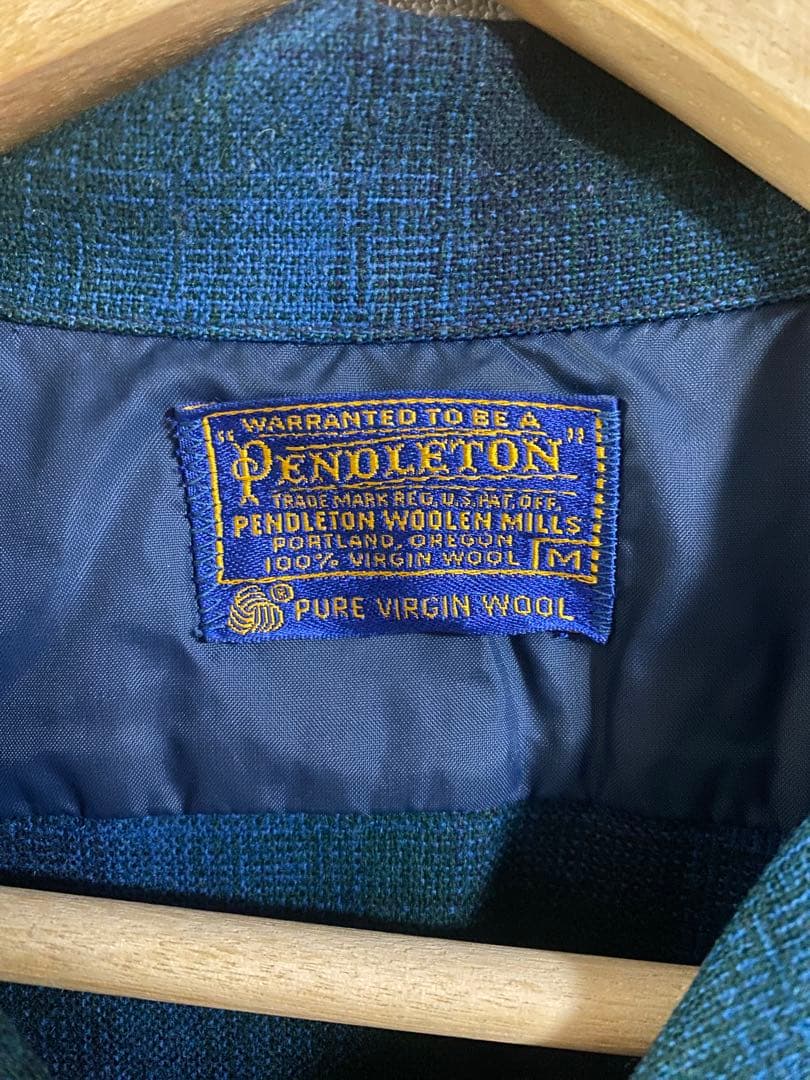 WARRANTED TO BE A
"PENDLETON"
TRADE MARK REG. U.S. PAT. OFF.
PENDLETON WOOLEN MILLS
PORTLAND, OREGON
100% VIRGIN WOOL M
® PURE VIRGIN WOOL